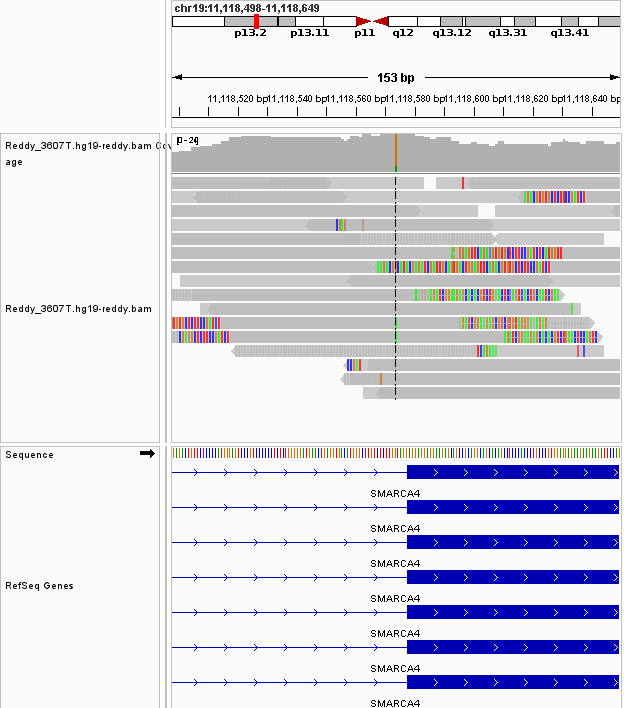 chr19:11,118,498-11,118,649
p13.2 p13.11 p11 q12 q13.12 q13.31 q13.41
153 bp
11,118,520 bp 11,118,540 bp 11,118,560 bp 11,118,580 bp 11,118,600 bp 11,118,620 bp 11,118,640 bp
Reddy_3607T.hg19-reddy.bam Cov
age
Reddy_3607T.hg19-reddy.bam
Sequence
SMARCA4
SMARCA4
SMARCA4
SMARCA4
RefSeq Genes
SMARCA4
SMARCA4
SMARCA4